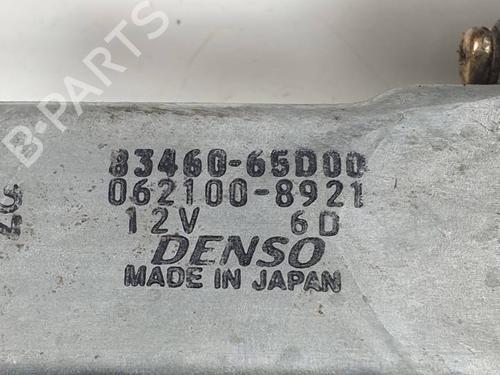 B-PARTS
83460-65D00
062100-8921
12V 6D
DENSO
MADE IN JAPAN